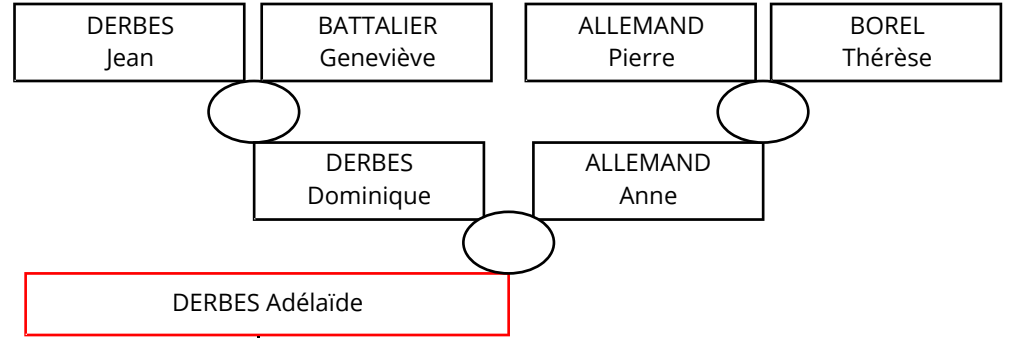 DERBES
Jean
BATTALIER
Geneviève
ALLEMAND
Pierre
BOREL
Thérèse
DERBES
Dominique
ALLEMAND
Anne
DERBES Adélaïde